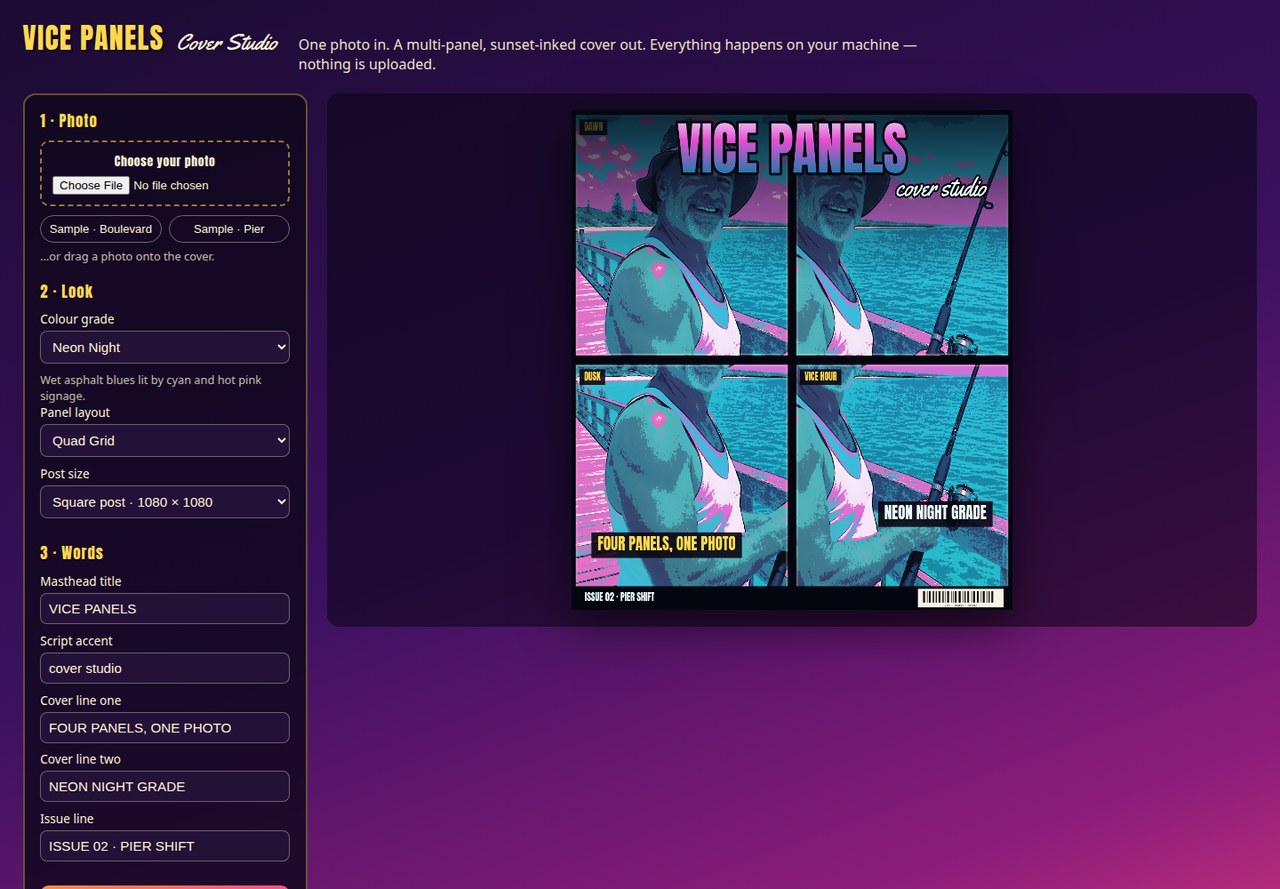 VICE PANELS Cover Studio
One photo in. A multi-panel, sunset-inked cover out. Everything happens on your machine —
nothing is uploaded.
1 · Photo
Choose your photo
Choose File No file chosen
Sample · Boulevard
Sample · Pier
...or drag a photo onto the cover.
2 · Look
Colour grade
Neon Night
Wet asphalt blues lit by cyan and hot pink
signage.
Panel layout
Quad Grid
Post size
Square post · 1080 × 1080
3 · Words
Masthead title
VICE PANELS
Script accent
cover studio
Cover line one
FOUR PANELS, ONE PHOTO
Cover line two
NEON NIGHT GRADE
Issue line
ISSUE 02 · PIER SHIFT
DAWN
VICE PANELS
cover studio
DUSK
VICE HOUR
NEON NIGHT GRADE
FOUR PANELS, ONE PHOTO
ISSUE 02 · PIER SHIFT